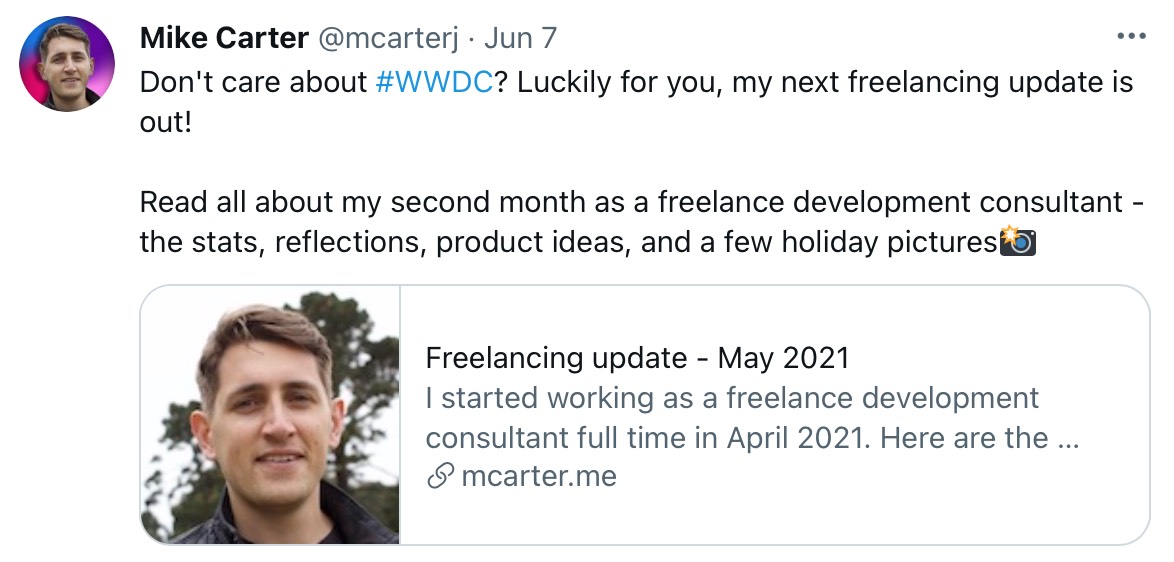 Mike Carter @mcarterj · Jun 7
Don't care about #WWDC? Luckily for you, my next freelancing update is
out!
Read all about my second month as a freelance development consultant -
the stats, reflections, product ideas, and a few holiday pictures📸
Freelancing update - May 2021
I started working as a freelance development
consultant full time in April 2021. Here are the ...
mcarter.me